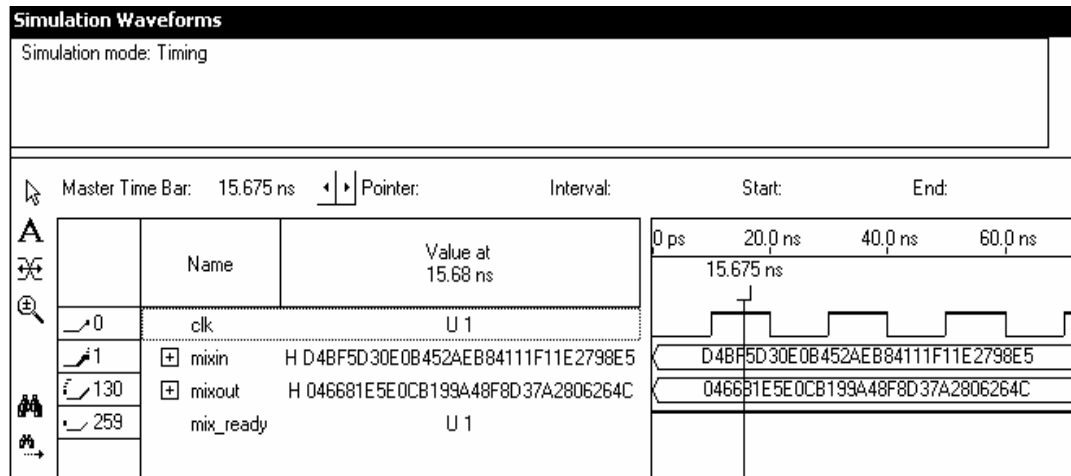 Simulation Waveforms
Simulation mode: Timing
Master Time Bar: 15.675 ns Pointer: Interval: Start: End:
A
Name Value at 15.68 ns 0 ps 20.0 ns 40.0 ns 60.0 ns
15.675 ns
0 clk U 1
1 mixin H D4BF5D30E0B452AEB84111F11E2798E5 D4BF5D30E0B452AEB84111F11E2798E5
130 mixout H 046681E5E0CB199A48F8D37A2806264C 046681E5E0CB199A48F8D37A2806264C
259 mix_ready U 1